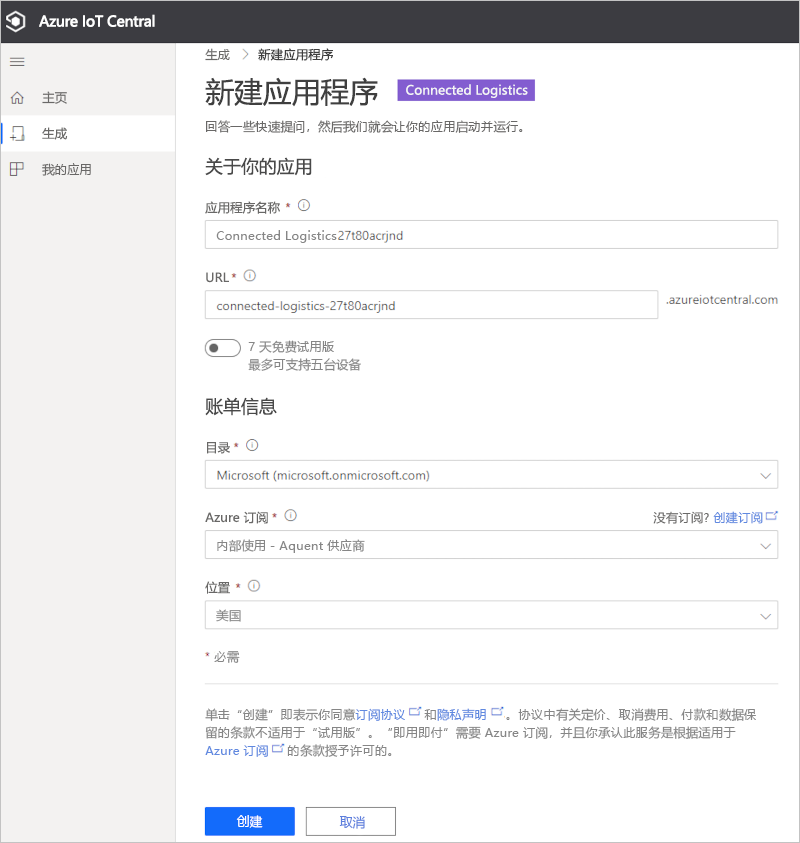 Azure IoT Central
主页
生成
我的应用
生成 > 新建应用程序
新建应用程序 Connected Logistics
回答一些快速提问，然后我们就会让你的应用启动并运行。
关于你的应用
应用程序名称 *
Connected Logistics27t80acrjnd
URL *
connected-logistics-27t80acrjnd .azureiotcentral.com
7 天免费试用版
最多可支持五台设备
账单信息
目录 *
Microsoft (microsoft.onmicrosoft.com)
Azure 订阅 * 没有订阅? 创建订阅
内部使用 - Aquent 供应商
位置 *
美国
* 必需
单击“创建”即表示你同意订阅协议 和隐私声明 。协议中有关定价、取消费用、付款和数据保
留的条款不适用于“试用版”。“即用即付”需要 Azure 订阅，并且你承认此服务是根据适用于
Azure 订阅 的条款授予许可的。
创建 取消